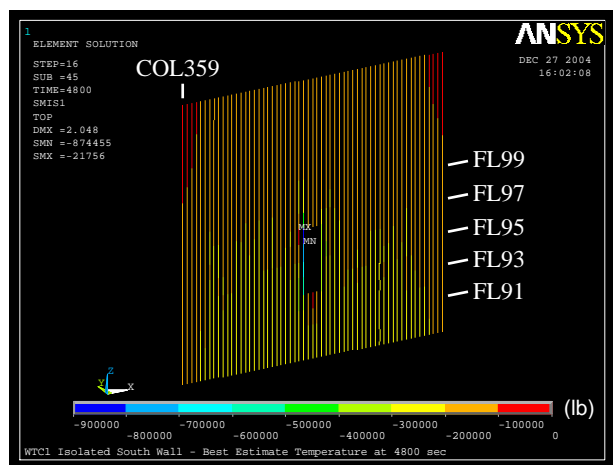 1
ELEMENT SOLUTION
STEP=16
SUB =45
TIME=4800
SMIS1
TOP
DMX =2.048
SMN =-874455
SMX =-21756
ANSYS
DEC 27 2004
16:02:08
COL359
FL99
FL97
FL95
FL93
FL91
MX
MN
Z
Y
X
(lb)
-900000 -700000 -500000 -300000 -100000
-800000 -600000 -400000 -200000 0
WTC1 Isolated South Wall - Best Estimate Temperature at 4800 sec